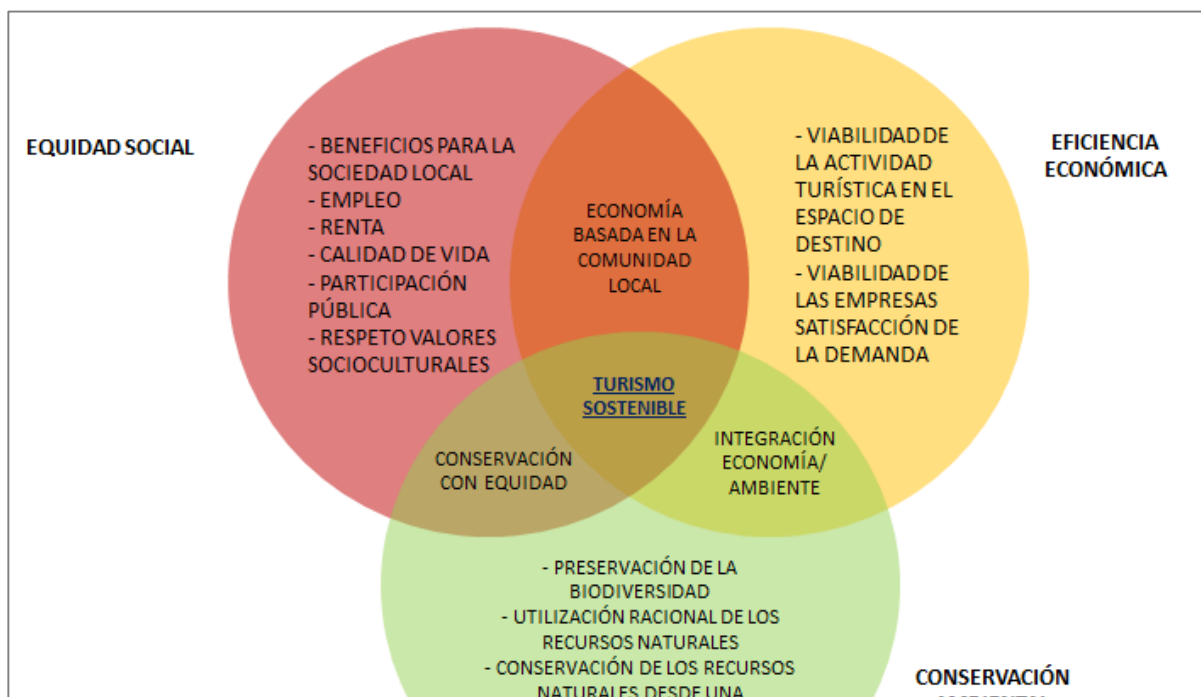 EQUIDAD SOCIAL
- BENEFICIOS PARA LA
SOCIEDAD LOCAL
- EMPLEO
- RENTA
- CALIDAD DE VIDA
- PARTICIPACIÓN
PÚBLICA
- RESPETO VALORES
SOCIOCULTURALES
ECONOMÍA
BASADA EN LA
COMUNIDAD
LOCAL
- VIABILIDAD DE
LA ACTIVIDAD
TURÍSTICA EN EL
ESPACIO DE
DESTINO
- VIABILIDAD DE
LAS EMPRESAS
SATISFACCIÓN DE
LA DEMANDA
EFICIENCIA
ECONÓMICA
TURISMO
SOSTENIBLE
CONSERVACIÓN
CON EQUIDAD
INTEGRACIÓN
ECONOMÍA/
AMBIENTE
- PRESERVACIÓN DE LA
BIODIVERSIDAD
- UTILIZACIÓN RACIONAL DE LOS
RECURSOS NATURALES
- CONSERVACIÓN DE LOS RECURSOS
NATURALES DESDE UNA
CONSERVACIÓN